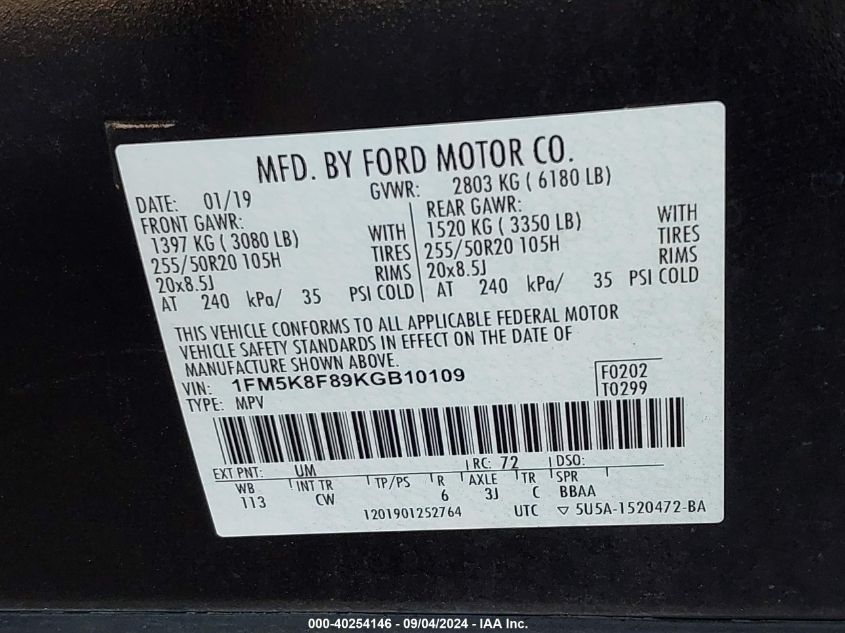 MFD. BY FORD MOTOR CO.
DATE: 01/19 GVWR: 2803 KG ( 6180 LB)
FRONT GAWR: REAR GAWR:
1397 KG ( 3080 LB) WITH 1520 KG ( 3350 LB) WITH
255/50R20 105H TIRES 255/50R20 105H TIRES
20x8.5J RIMS 20x8.5J RIMS
AT 240 kPa/ 35 PSI COLD AT 240 kPa/ 35 PSI COLD
THIS VEHICLE CONFORMS TO ALL APPLICABLE FEDERAL MOTOR
VEHICLE SAFETY STANDARDS IN EFFECT ON THE DATE OF
MANUFACTURE SHOWN ABOVE.
VIN: 1FM5K8F89KGB10109 F0202
TYPE: MPV T0299
EXT PNT: UM RC: 72 DSO:
WB INT TR TP/PS R AXLE TR SPR
113 CW 6 3J C BBAA
1201901252764 UTC ▽ 5U5A-1520472-BA
000-40254146 - 09/04/2024 - IAA Inc.